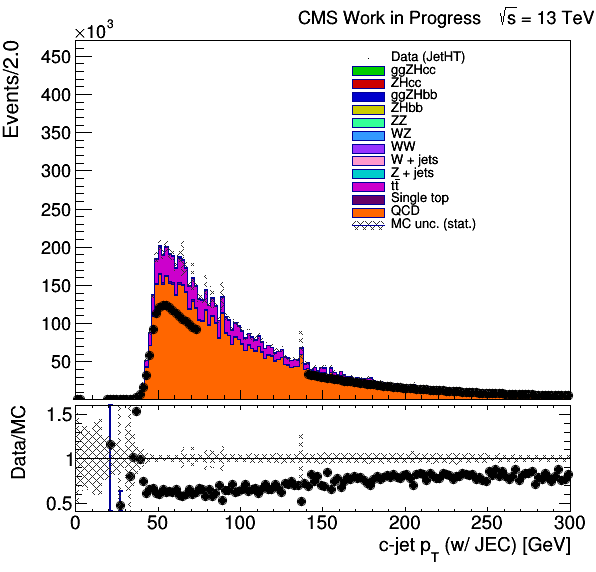 CMS Work in Progress √s = 13 TeV
×10³
Events/2.0
450
400
350
300
250
200
150
100
50
Data (JetHT)
ggZHcc
ZHcc
ggZHbb
ZHbb
ZZ
WZ
WW
W + jets
Z + jets
tt̄
Single top
QCD
MC unc. (stat.)
Data/MC
1.5
1
0.5
0 50 100 150 200 250 300
c-jet p_T (w/ JEC) [GeV]